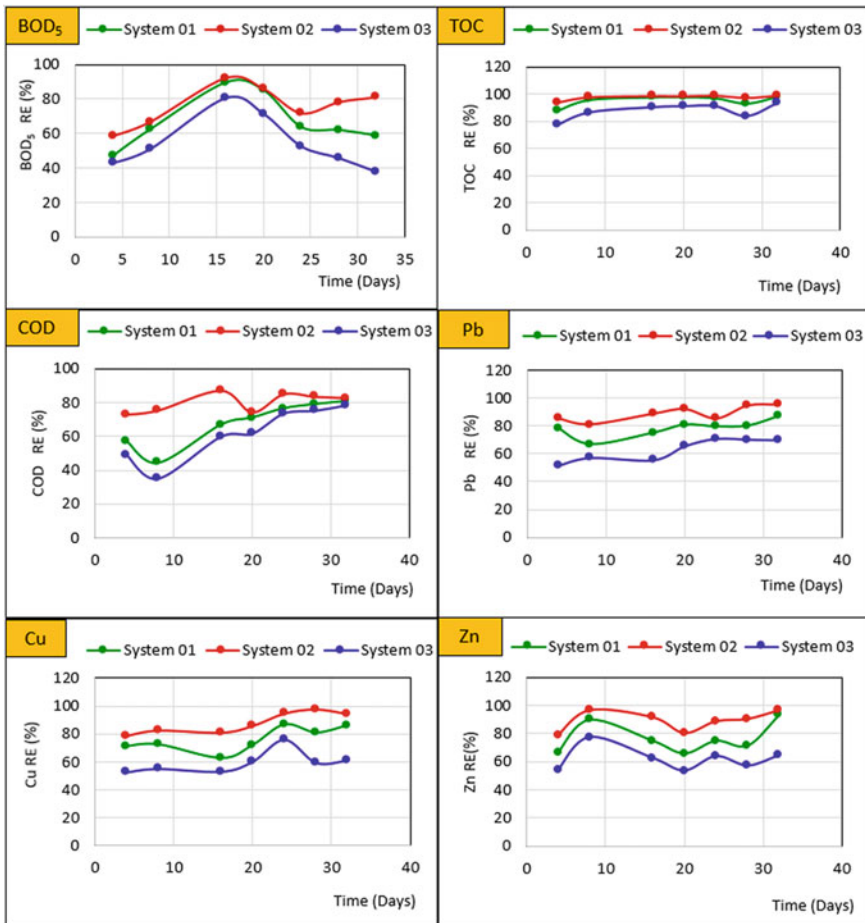 BOD₅
System 01 System 02 System 03
BOD₅ RE (%)
100
80
60
40
20
0
0 5 10 15 20 25 30 35
Time (Days)
TOC
System 01 System 02 System 03
TOC RE (%)
120
100
80
60
40
20
0
0 10 20 30 40
Time (Days)
COD
System 01 System 02 System 03
COD RE (%)
100
80
60
40
20
0
0 10 20 30 40
Time (Days)
Pb
System 01 System 02 System 03
Pb RE (%)
120
100
80
60
40
20
0
0 10 20 30 40
Time (Days)
Cu
System 01 System 02 System 03
Cu RE (%)
120
100
80
60
40
20
0
0 10 20 30 40
Time (Days)
Zn
System 01 System 02 System 03
Zn RE(%)
120
100
80
60
40
20
0
0 10 20 30 40
Time (Days)